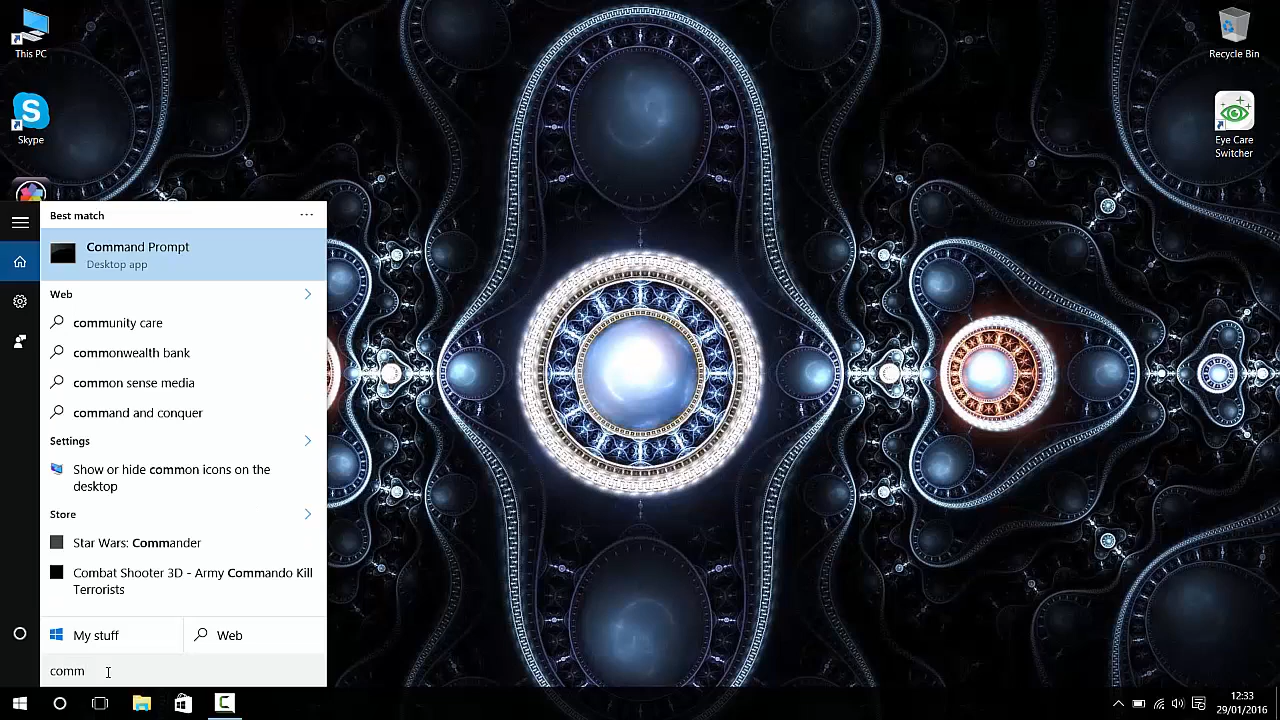 This PC
Skype
Recycle Bin
Eye Care
Switcher
Best match
...
Command Prompt
Desktop app
Web
community care
commonwealth bank
common sense media
command and conquer
Settings
Show or hide common icons on the
desktop
Store
Star Wars: Commander
Combat Shooter 3D - Army Commando Kill
Terrorists
My stuff
Web
comm
12:33
29/01/2016